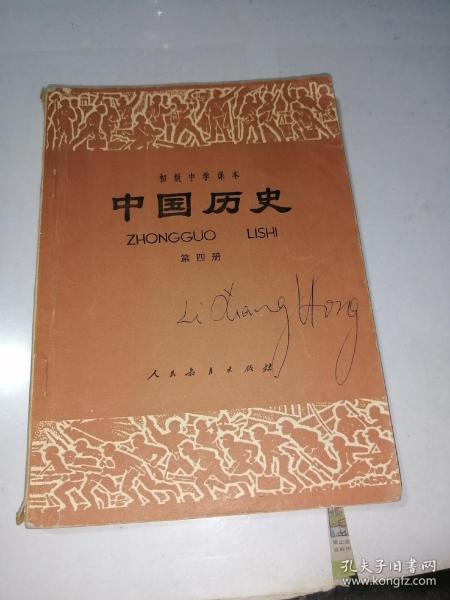 初级中学课本
中国历史
ZHONGGUO LISHI
第四册
Li Qiang Hong
人民教育出版社
孔夫子旧书网
www.kongfz.com